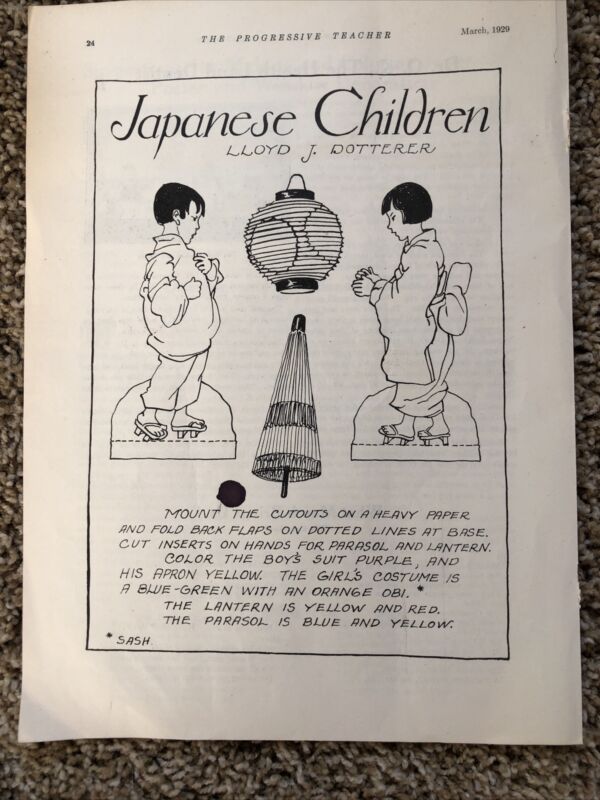 24 THE PROGRESSIVE TEACHER March, 1929
Japanese Children
LLOYD J. DOTTERER
MOUNT THE CUTOUTS ON A HEAVY PAPER
AND FOLD BACK FLAPS ON DOTTED LINES AT BASE.
CUT INSERTS ON HANDS FOR PARASOL AND LANTERN.
COLOR THE BOY'S SUIT PURPLE, AND
HIS APRON YELLOW. THE GIRL'S COSTUME IS
A BLUE-GREEN WITH AN ORANGE OBI. *
THE LANTERN IS YELLOW AND RED.
THE PARASOL IS BLUE AND YELLOW.
* SASH.